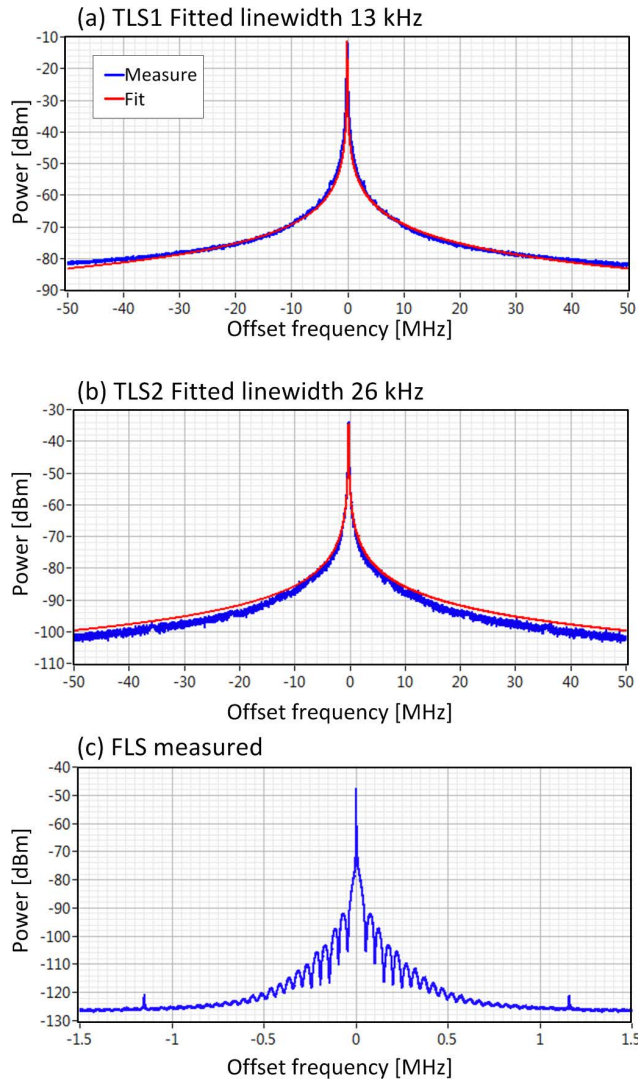 (a) TLS1 Fitted linewidth 13 kHz
-10
-20
-30
-40
-50
-60
-70
-80
-90
Power [dBm]
Measure
Fit
-50 -40 -30 -20 -10 0 10 20 30 40 50
Offset frequency [MHz]
(b) TLS2 Fitted linewidth 26 kHz
-30
-40
-50
-60
-70
-80
-90
-100
-110
Power [dBm]
-50 -40 -30 -20 -10 0 10 20 30 40 50
Offset frequency [MHz]
(c) FLS measured
-40
-50
-60
-70
-80
-90
-100
-110
-120
-130
Power [dBm]
-1.5 -1 -0.5 0 0.5 1 1.5
Offset frequency [MHz]